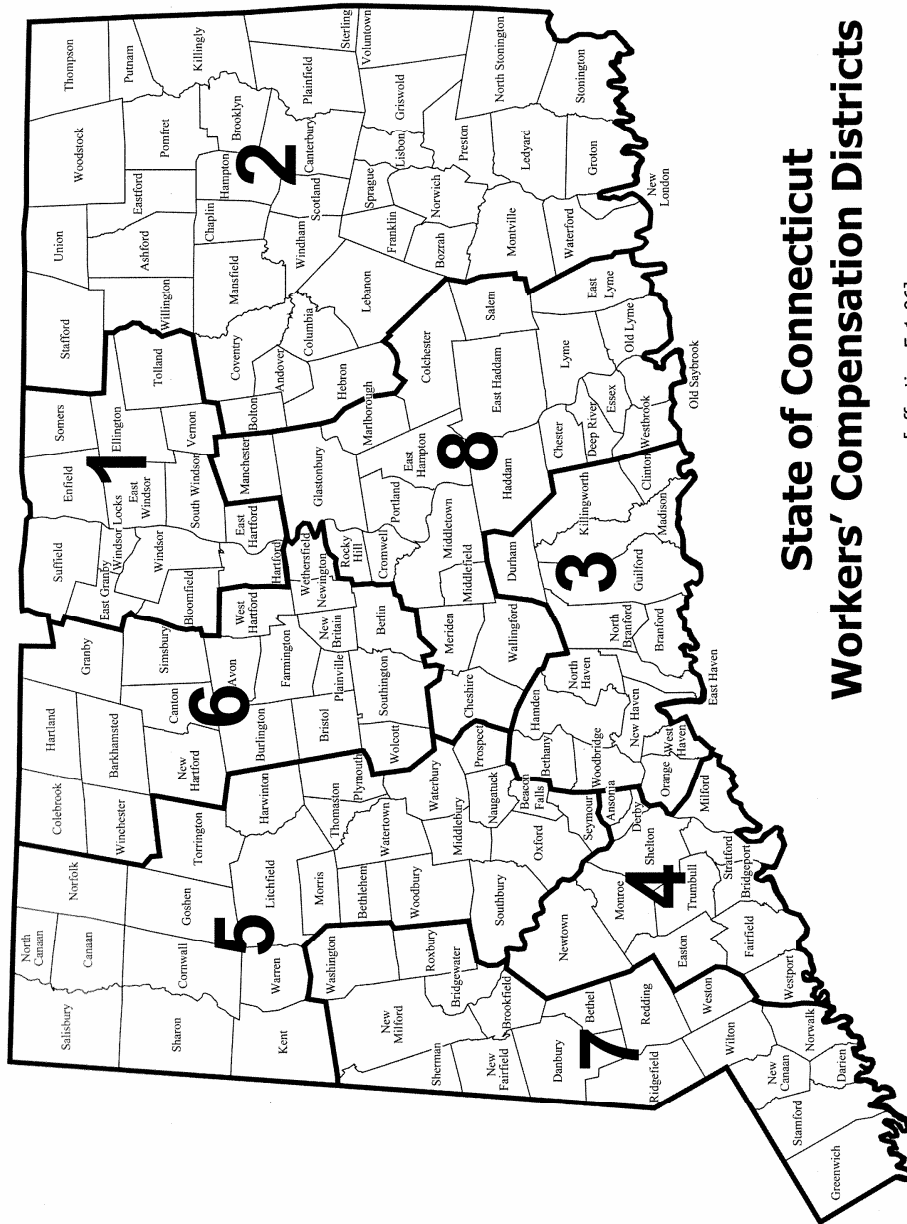 State of Connecticut
Workers' Compensation Districts
1
2
3
4
5
6
7
8
Salisbury
North
Canaan
Canaan
Norfolk
Colebrook
Hartland
Granby
Suffield
Enfield
Somers
Stafford
Union
Woodstock
Thompson
Putnam
Sharon
Cornwall
Goshen
Winchester
Barkhamsted
East Granby
Windsor Locks
Ellington
Willington
Ashford
Eastford
Pomfret
Killingly
Torrington
New
Hartford
Canton
Simsbury
Bloomfield
Windsor
East
Windsor
South Windsor
Vernon
Tolland
Kent
Warren
Litchfield
Harwinton
Burlington
Avon
West
Hartford
Hartford
East
Hartford
Manchester
Bolton
Coventry
Andover
Mansfield
Chaplin
Hampton
Brooklyn
Washington
Morris
Bethlehem
Thomaston
Plymouth
Bristol
Farmington
Plainville
New
Britain
Newington
Wethersfield
Rocky
Hill
Glastonbury
Hebron
Columbia
Windham
Scotland
Canterbury
Plainfield
Sterling
New
Milford
Roxbury
Woodbury
Watertown
Wolcott
Southington
Berlin
Cromwell
Portland
Marlborough
Lebanon
Franklin
Sprague
Lisbon
Griswold
Voluntown
Sherman
Bridgewater
Southbury
Middlebury
Waterbury
Cheshire
Meriden
Middlefield
Middletown
East
Hampton
Colchester
Bozrah
Norwich
Preston
New
Fairfield
Brookfield
Newtown
Oxford
Naugatuck
Prospect
Beacon
Falls
Bethany
Hamden
Wallingford
Durham
Haddam
East Haddam
Salem
Montville
Ledyard
North Stonington
Danbury
Bethel
Monroe
Seymour
Ansonia
Derby
Woodbridge
North
Haven
North
Branford
Guilford
Killingworth
Chester
Deep River
Essex
Lyme
East
Lyme
Waterford
Groton
Stonington
Ridgefield
Redding
Easton
Trumbull
Shelton
Orange
New Haven
West
Haven
East Haven
Branford
Madison
Clinton
Westbrook
Old Saybrook
Old Lyme
New
London
Wilton
Weston
Fairfield
Bridgeport
Stratford
Milford
New
Canaan
Norwalk
Westport
Stamford
Darien
Greenwich